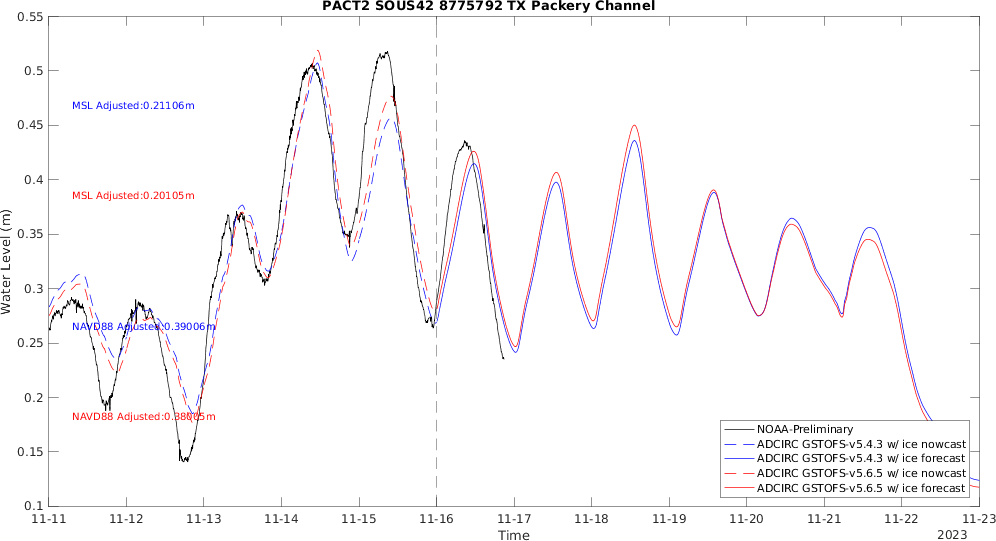 PACT2 SOUS42 8775792 TX Packery Channel
0.55
0.5
0.45
0.4
0.35
0.3
0.25
0.2
0.15
0.1
Water Level (m)
MSL Adjusted:0.21106m
MSL Adjusted:0.20105m
NAVD88 Adjusted:0.39006m
NAVD88 Adjusted:0.38005m
NOAA-Preliminary
ADCIRC GSTOFS-v5.4.3 w/ ice nowcast
ADCIRC GSTOFS-v5.4.3 w/ ice forecast
ADCIRC GSTOFS-v5.6.5 w/ ice nowcast
ADCIRC GSTOFS-v5.6.5 w/ ice forecast
11-11 11-12 11-13 11-14 11-15 11-16 11-17 11-18 11-19 11-20 11-21 11-22 11-23
Time
2023